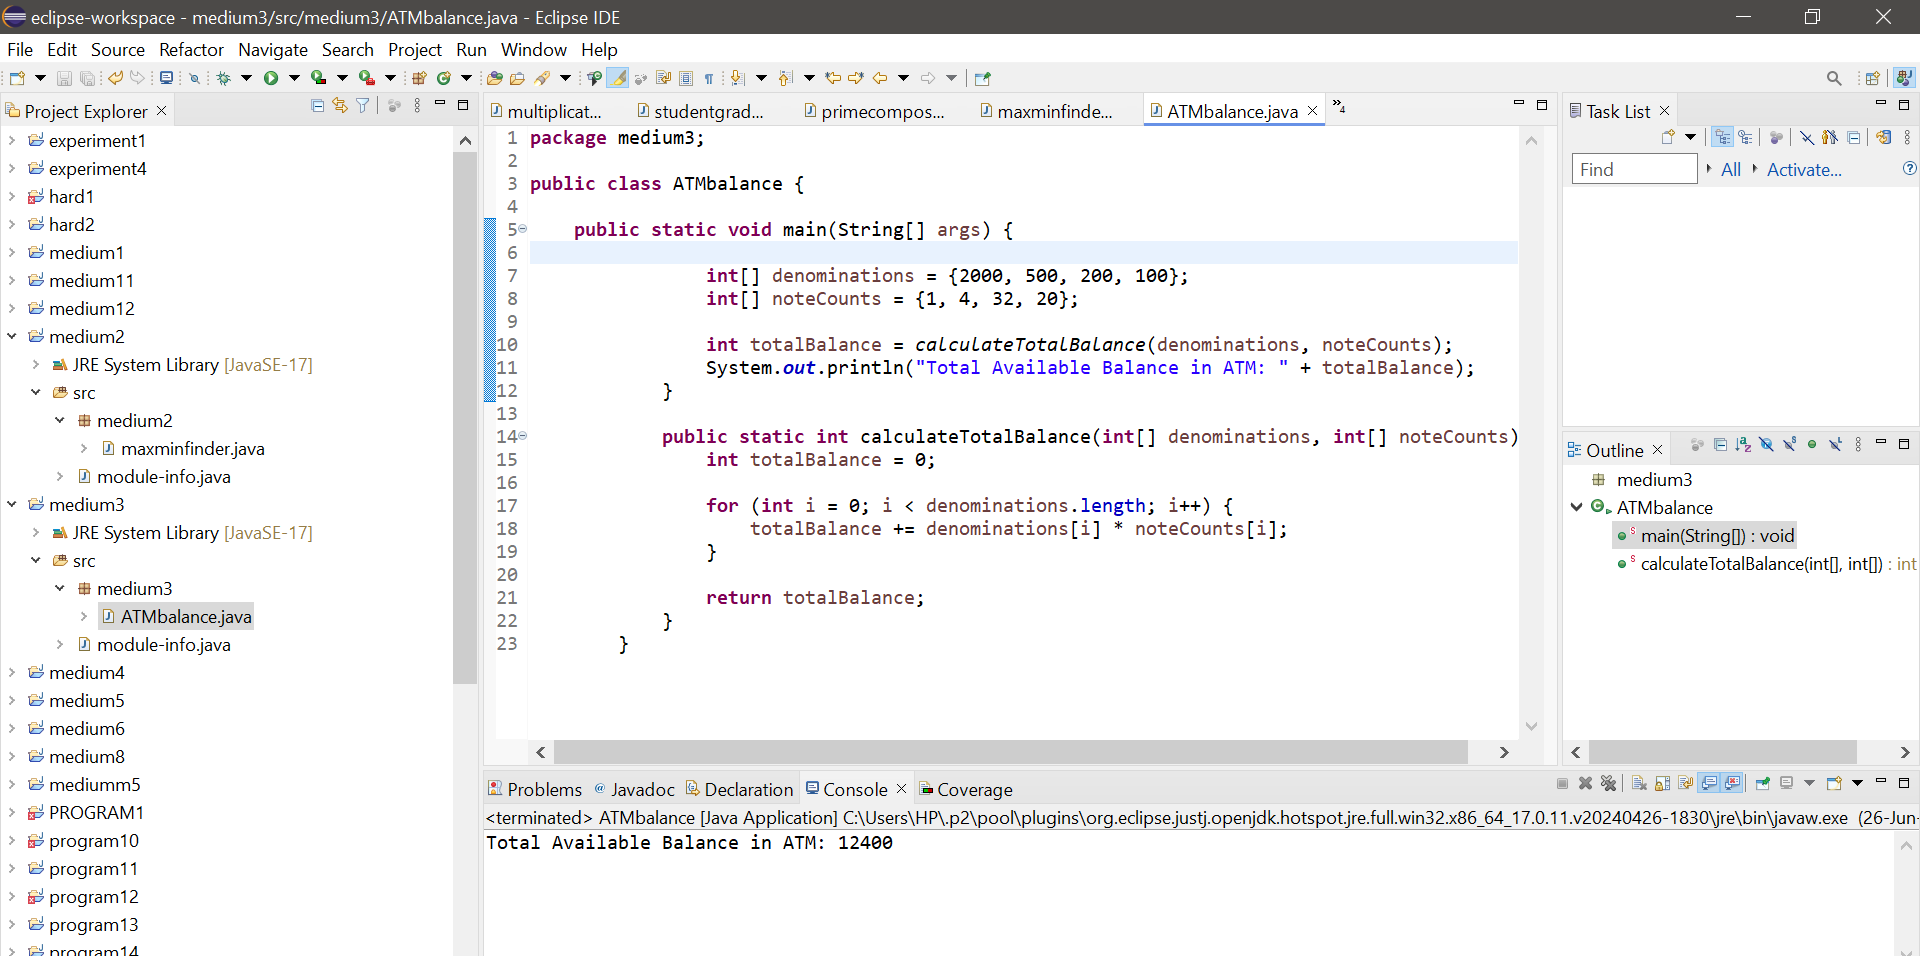 eclipse-workspace - medium3/src/medium3/ATMbalance.java - Eclipse IDE
File Edit Source Refactor Navigate Search Project Run Window Help
Project Explorer
experiment1
experiment4
hard1
hard2
medium1
medium11
medium12
medium2
JRE System Library [JavaSE-17]
src
medium2
maxminfinder.java
module-info.java
medium3
JRE System Library [JavaSE-17]
src
medium3
ATMbalance.java
module-info.java
medium4
medium5
medium6
medium8
mediumm5
PROGRAM1
program10
program11
program12
program13
program14
multiplicat... studentgrad... primecompos... maxminfinde... ATMbalance.java »4
1 package medium3;
2
3 public class ATMbalance {
4
5 public static void main(String[] args) {
6
7 int[] denominations = {2000, 500, 200, 100};
8 int[] noteCounts = {1, 4, 32, 20};
9
10 int totalBalance = calculateTotalBalance(denominations, noteCounts);
11 System.out.println("Total Available Balance in ATM: " + totalBalance);
12 }
13
14 public static int calculateTotalBalance(int[] denominations, int[] noteCounts)
15 int totalBalance = 0;
16
17 for (int i = 0; i < denominations.length; i++) {
18 totalBalance += denominations[i] * noteCounts[i];
19 }
20
21 return totalBalance;
22 }
23 }
Task List
Find All Activate...
Outline
medium3
ATMbalance
main(String[]) : void
calculateTotalBalance(int[], int[]) : int
Problems Javadoc Declaration Console Coverage
<terminated> ATMbalance [Java Application] C:\Users\HP\.p2\pool\plugins\org.eclipse.justj.openjdk.hotspot.jre.full.win32.x86_64_17.0.11.v20240426-1830\jre\bin\javaw.exe (26-Jun-
Total Available Balance in ATM: 12400